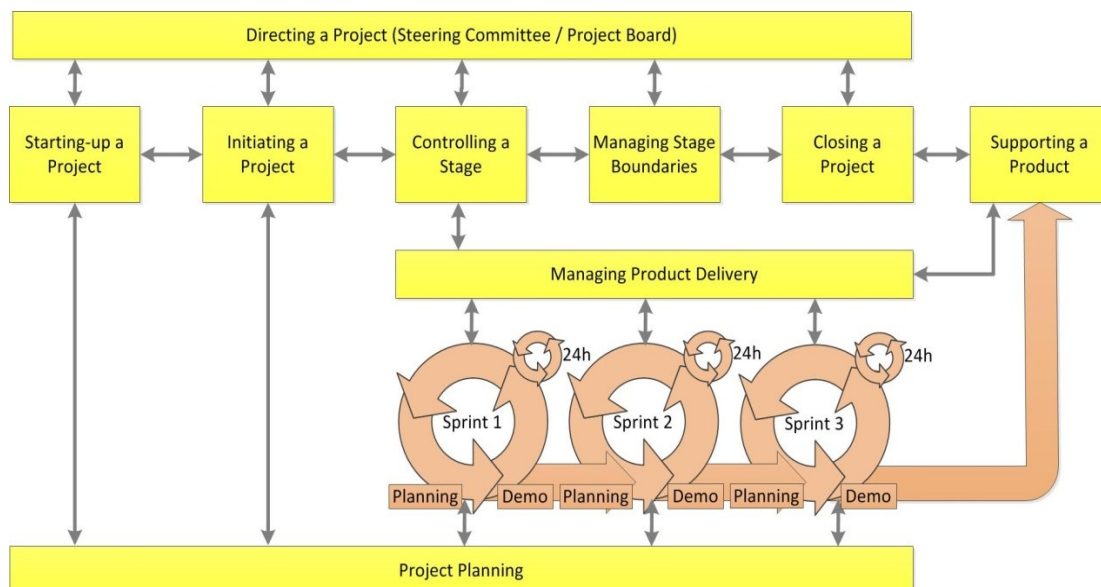 Directing a Project (Steering Committee / Project Board)
Starting-up a
Project
Initiating a
Project
Controlling a
Stage
Managing Stage
Boundaries
Closing a
Project
Supporting a
Product
Managing Product Delivery
24h
24h
24h
Sprint 1
Sprint 2
Sprint 3
Planning
Demo
Planning
Demo
Planning
Demo
Project Planning